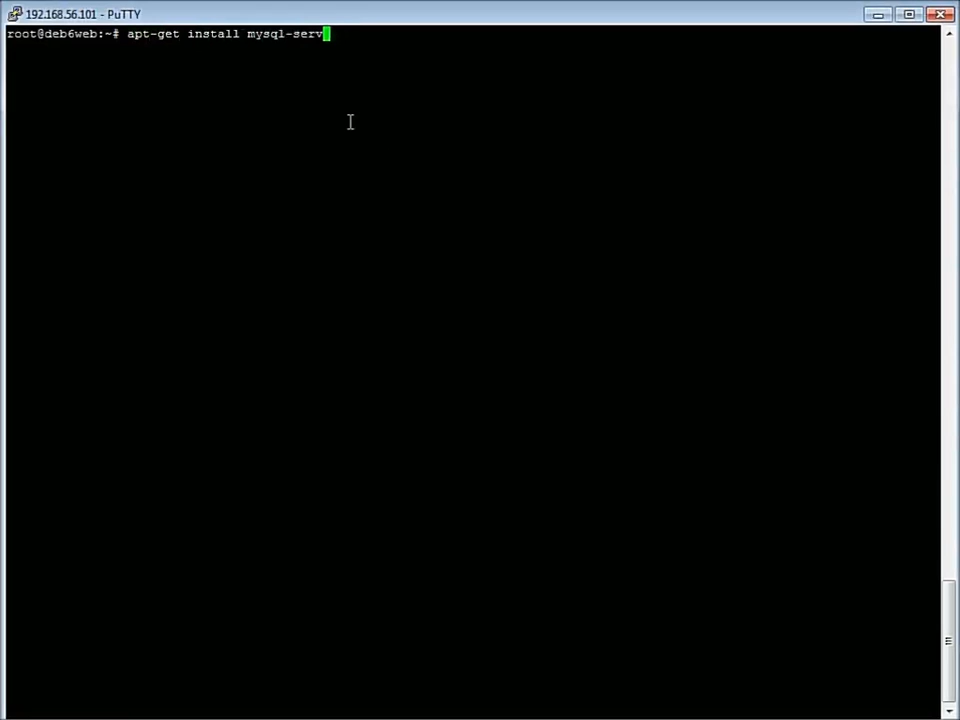 192.168.56.101 - PuTTY
root@deb6web:~# apt-get install mysql-serv